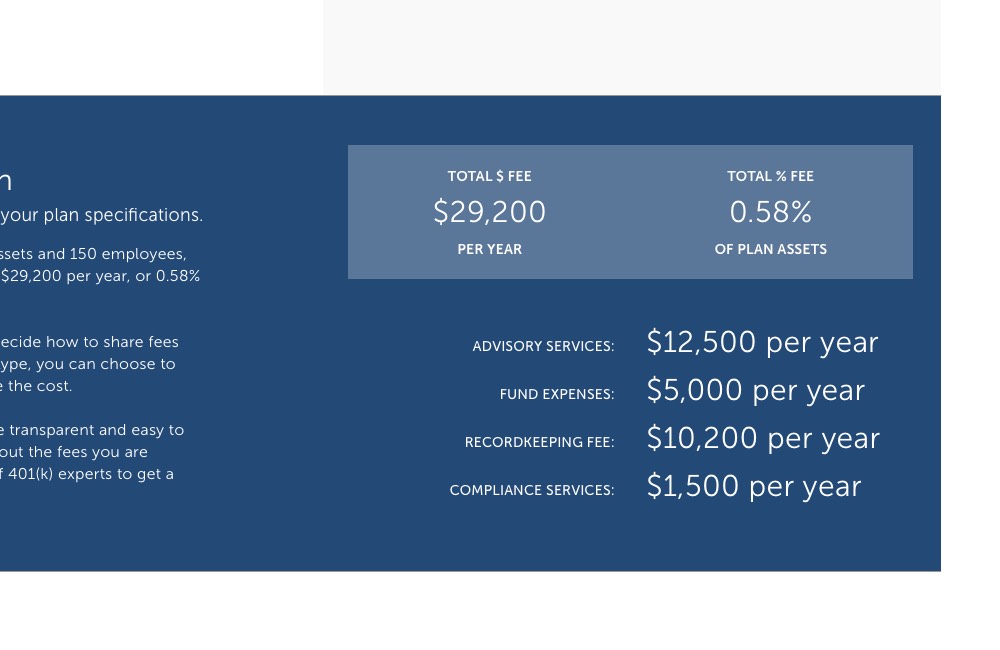 n
your plan specifications.
ssets and 150 employees,
$29,200 per year, or 0.58%
ecide how to share fees
ype, you can choose to
e the cost.
e transparent and easy to
out the fees you are
f 401(k) experts to get a
TOTAL $ FEE
$29,200
PER YEAR
TOTAL % FEE
0.58%
OF PLAN ASSETS
ADVISORY SERVICES: $12,500 per year
FUND EXPENSES: $5,000 per year
RECORDKEEPING FEE: $10,200 per year
COMPLIANCE SERVICES: $1,500 per year